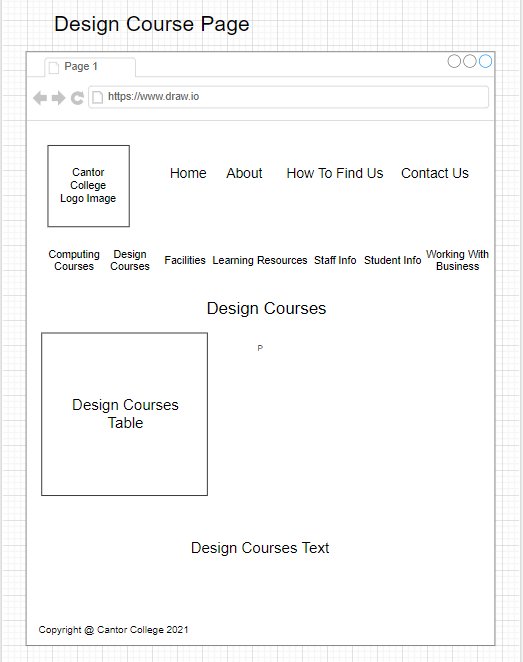 Design Course Page
Page 1
https://www.draw.io
Cantor
College
Logo Image
Home About How To Find Us Contact Us
Computing
Courses
Design
Courses
Facilities
Learning Resources
Staff Info
Student Info
Working With
Business
Design Courses
P
Design Courses
Table
Design Courses Text
Copyright @ Cantor College 2021